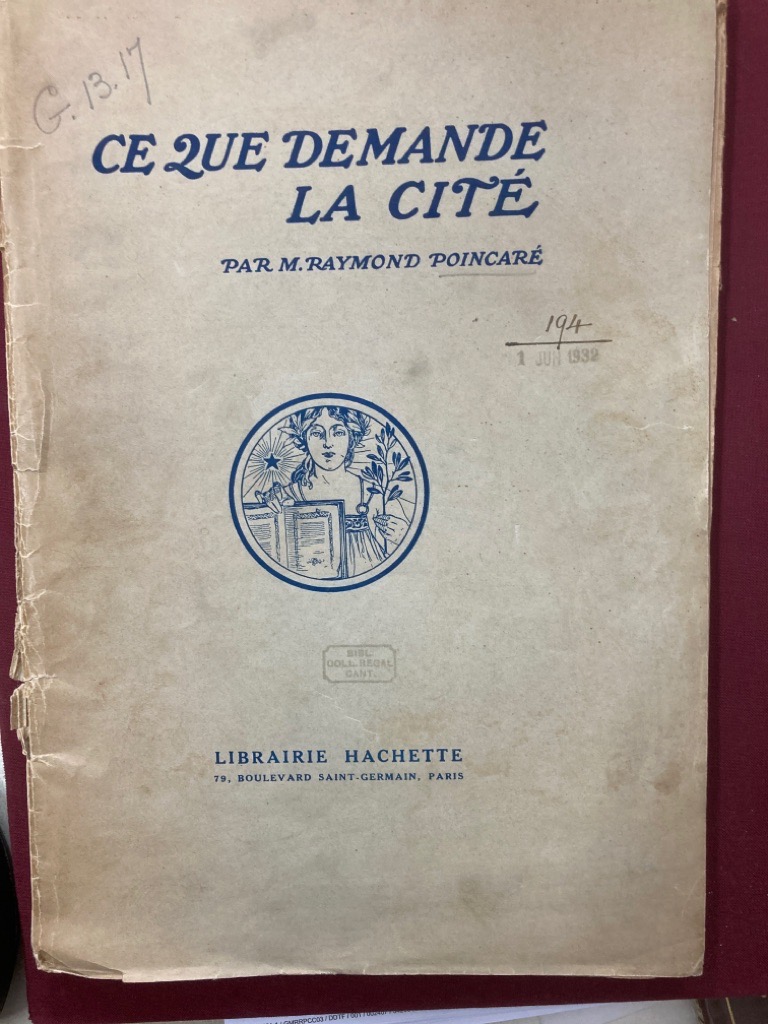 G. 13. 17
CE QUE DEMANDE
LA CITÉ
PAR M. RAYMOND POINCARÉ
194
1 JUN 1932
BIBL.
COLL. REGAL
CANT.
LIBRAIRIE HACHETTE
79, BOULEVARD SAINT-GERMAIN, PARIS